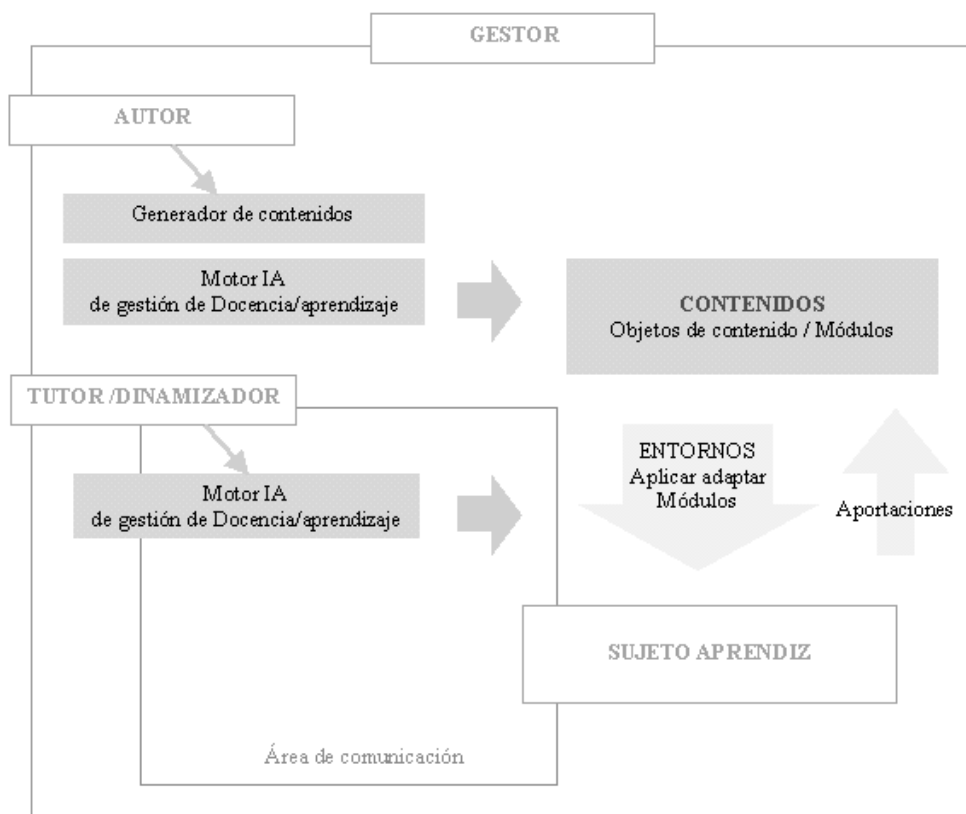 GESTOR
AUTOR
Generador de contenidos
Motor IA
de gestión de Docencia/aprendizaje
CONTENIDOS
Objetos de contenido / Módulos
TUTOR /DINAMIZADOR
Motor IA
de gestión de Docencia/aprendizaje
ENTORNOS
Aplicar adaptar
Módulos
Aportaciones
SUJETO APRENDIZ
Área de comunicación